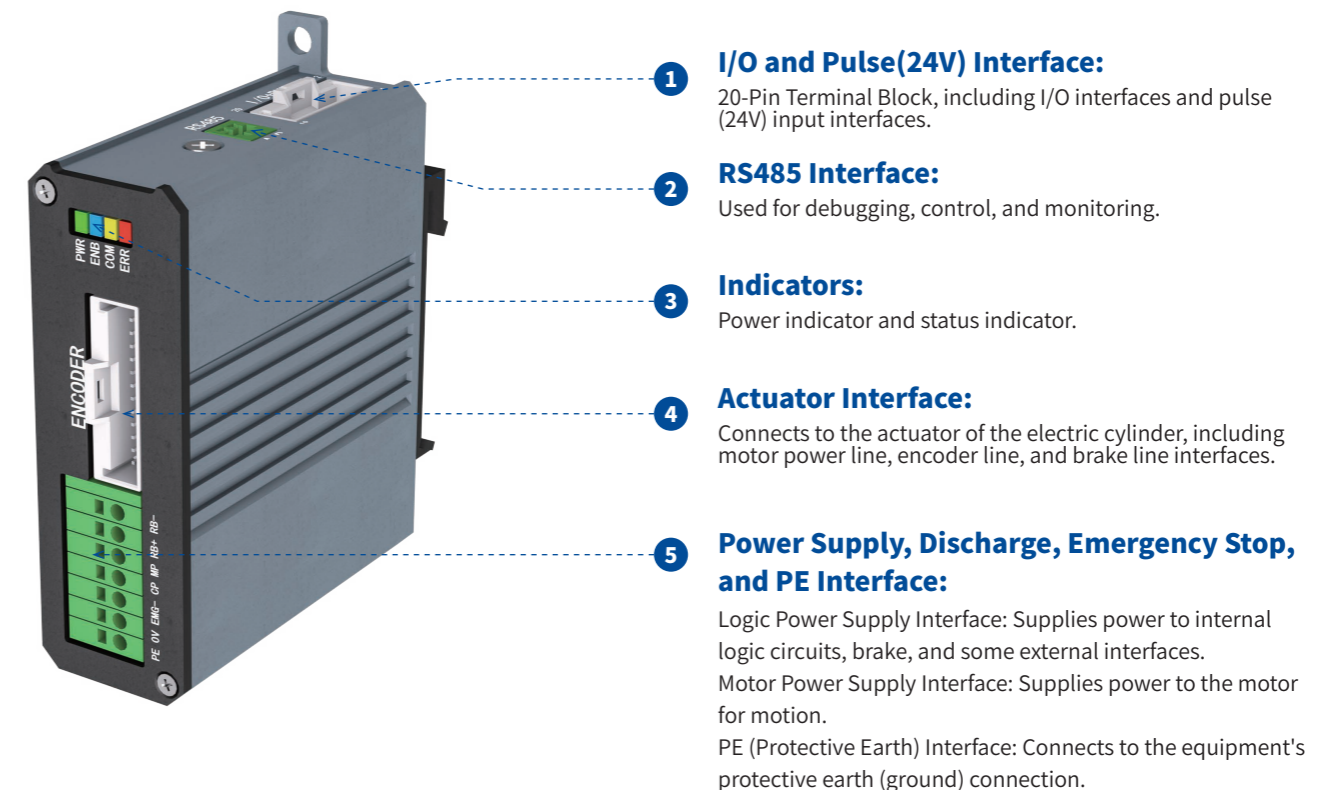 1
I/O and Pulse(24V) Interface:
20-Pin Terminal Block, including I/O interfaces and pulse
(24V) input interfaces.
2
RS485 Interface:
Used for debugging, control, and monitoring.
3
Indicators:
Power indicator and status indicator.
4
Actuator Interface:
Connects to the actuator of the electric cylinder, including
motor power line, encoder line, and brake line interfaces.
5
Power Supply, Discharge, Emergency Stop,
and PE Interface:
Logic Power Supply Interface: Supplies power to internal
logic circuits, brake, and some external interfaces.
Motor Power Supply Interface: Supplies power to the motor
for motion.
PE (Protective Earth) Interface: Connects to the equipment's
protective earth (ground) connection.
20
RS485
PWR
ENB
COM
ERR
ENCODER
PE 0V EMG- CP MP RB+ RB-